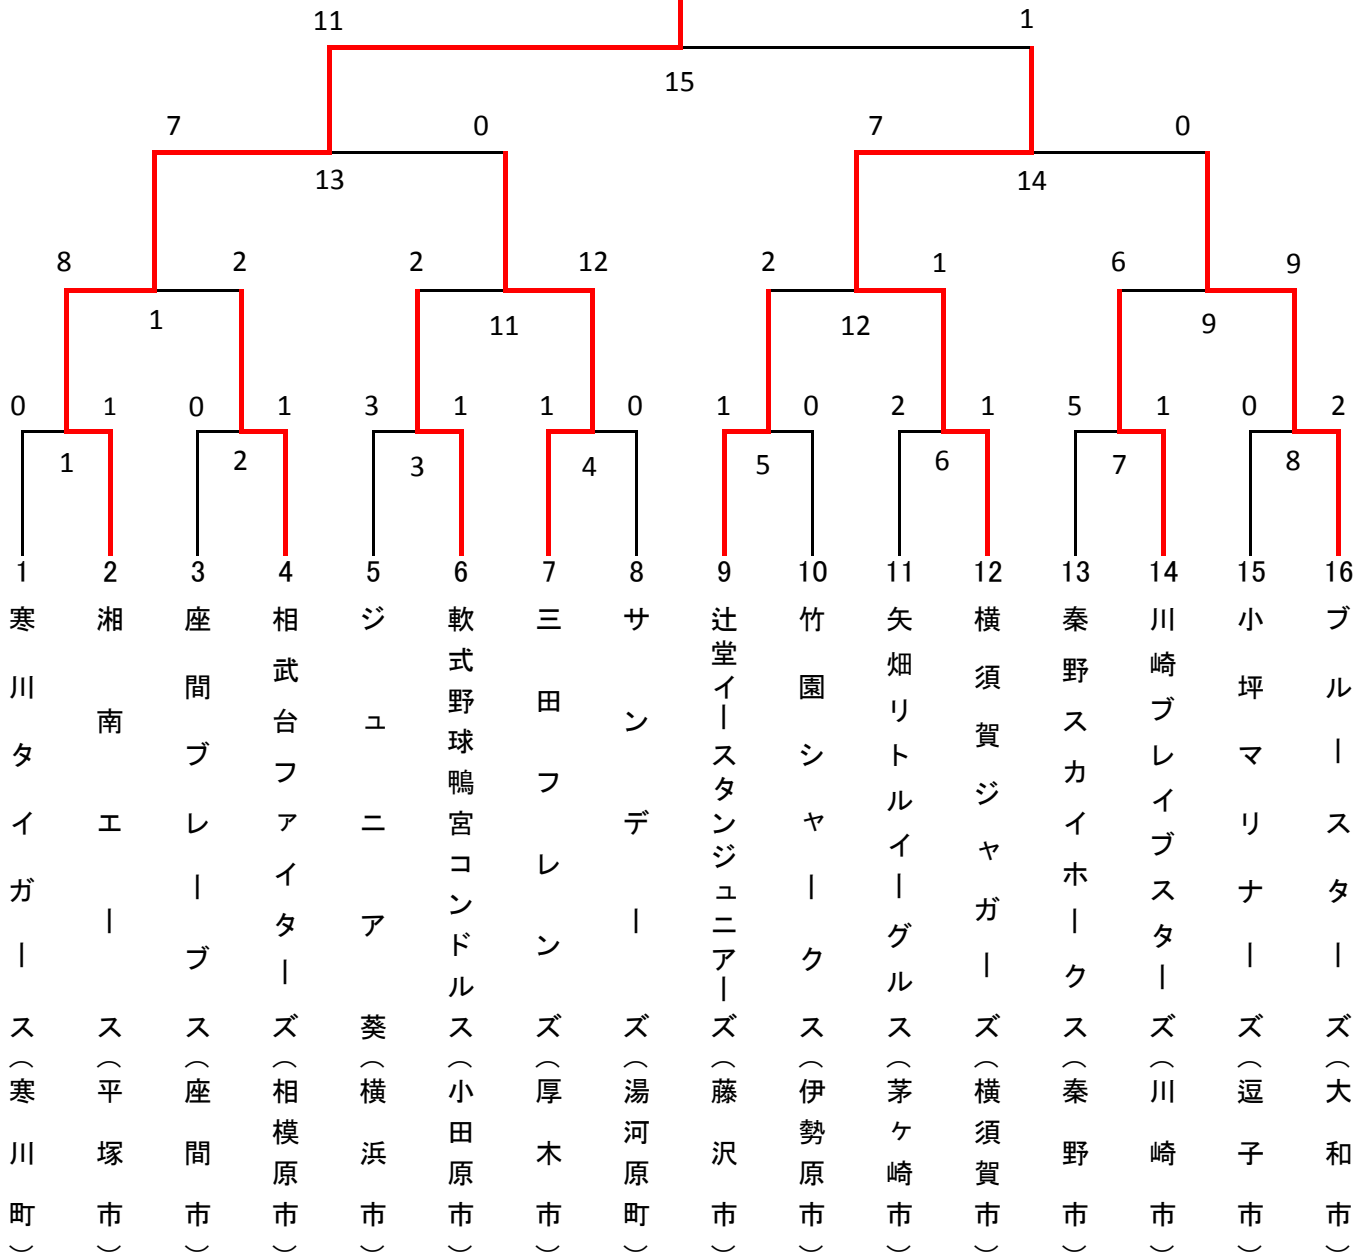 11 1
15
7 0 7 0
13 14
8 2 2 12 2 1 6 9
1 11 12 9
0 1 0 1 3 1 1 0 1 0 2 1 5 1 0 2
1 2 3 4 5 6 7 8
1 2 3 4 5 6 7 8 9 10 11 12 13 14 15 16
寒川タイガース（寒川町）
湘南エース（平塚市）
座間ブレーブス（座間市）
相武台ファイターズ（相模原市）
ジュニア葵（横浜市）
軟式野球鴨宮コンドルス（小田原市）
三田フレンズ（厚木市）
サンデーズ（湯河原町）
辻堂イースタンジュニアーズ（藤沢市）
竹園シャークス（伊勢原市）
矢畑リトルイーグルス（茅ヶ崎市）
横須賀ジャガーズ（横須賀市）
秦野スカイホークス（秦野市）
川崎ブレイブスターズ（川崎市）
小坪マリナーズ（逗子市）
ブルースターズ（大和市）